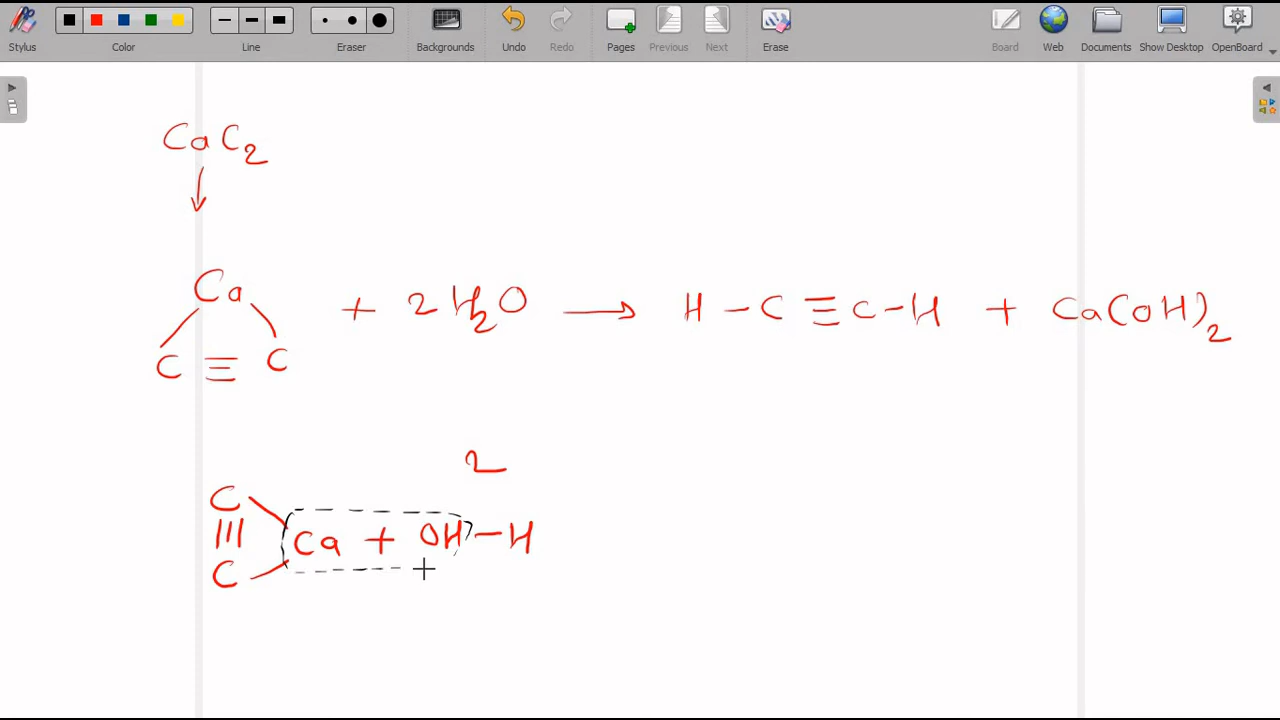 Stylus Color Line Eraser Backgrounds Undo Redo Pages Previous Next Erase Board Web Documents Show Desktop OpenBoard
CaC2
Ca + 2H2O → H-C≡C-H + Ca(OH)2
C≡C
2
C
||| Ca + OH-H
C